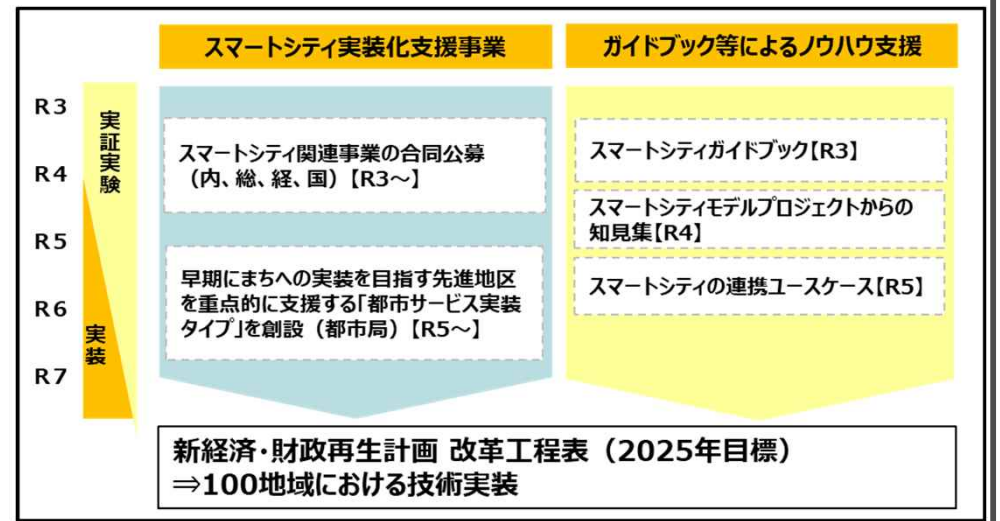 スマートシティ実装化支援事業
ガイドブック等によるノウハウ支援
R3
R4
R5
R6
R7
実証実験
実装
スマートシティ関連事業の合同公募
（内、総、経、国）【R3～】
早期にまちへの実装を目指す先進地区
を重点的に支援する「都市サービス実装
タイプ」を創設（都市局）【R5～】
スマートシティガイドブック【R3】
スマートシティモデルプロジェクトからの
知見集【R4】
スマートシティの連携ユースケース【R5】
新経済・財政再生計画 改革工程表（2025年目標）
⇒100地域における技術実装